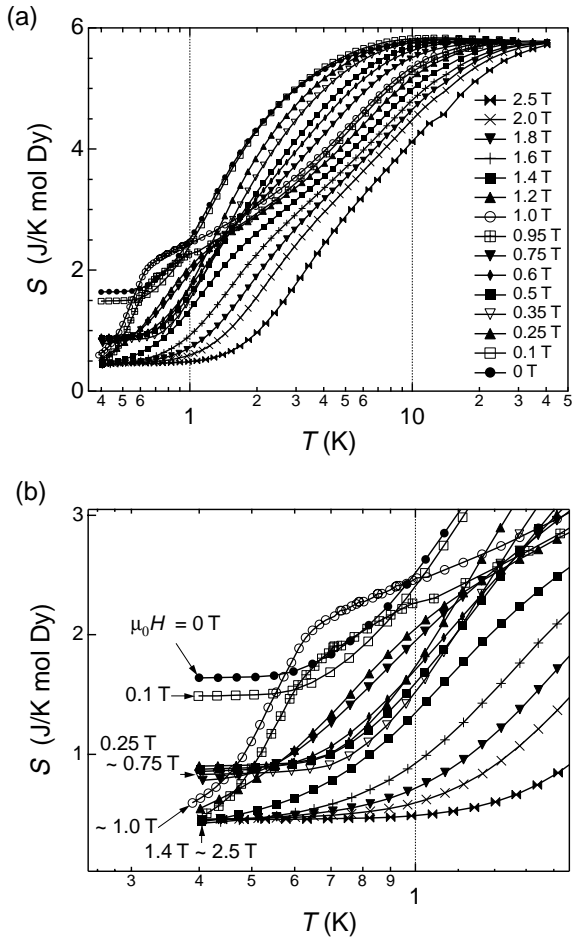 (a)
6
4
2
0
S (J/K mol Dy)
2.5 T
2.0 T
1.8 T
1.6 T
1.4 T
1.2 T
1.0 T
0.95 T
0.75 T
0.6 T
0.5 T
0.35 T
0.25 T
0.1 T
0 T
4 5 6 1 2 3 4 5 6 10 2 3 4 5
T (K)
(b)
3
2
1
S (J/K mol Dy)
μ0H = 0 T
0.1 T
0.25 T
~ 0.75 T
~ 1.0 T
1.4 T ~ 2.5 T
3 4 5 6 7 8 9 1
T (K)